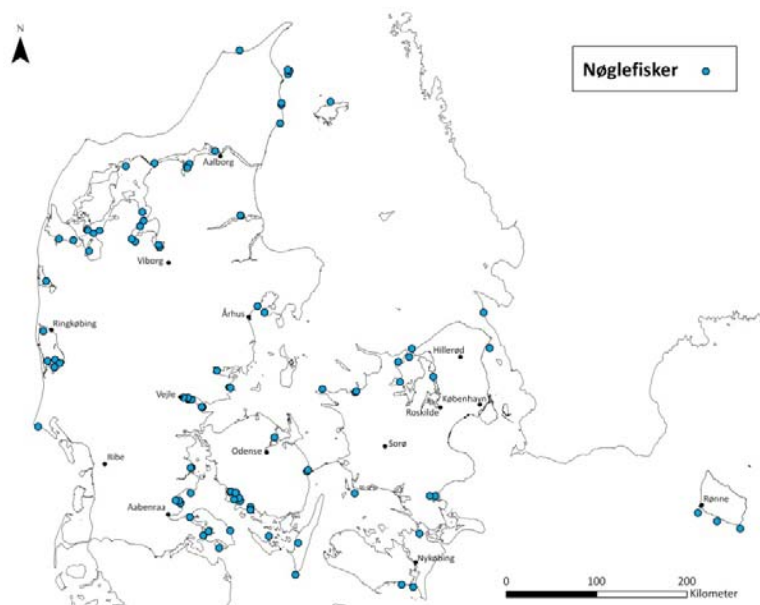 N
Nøglefisker
Aalborg
Viborg
Århus
Ringkøbing
Hillerød
Vejle
København
Roskilde
Odense
Sorø
Ribe
Rønne
Aabenraa
Nykøbing
0 100 200
Kilometer